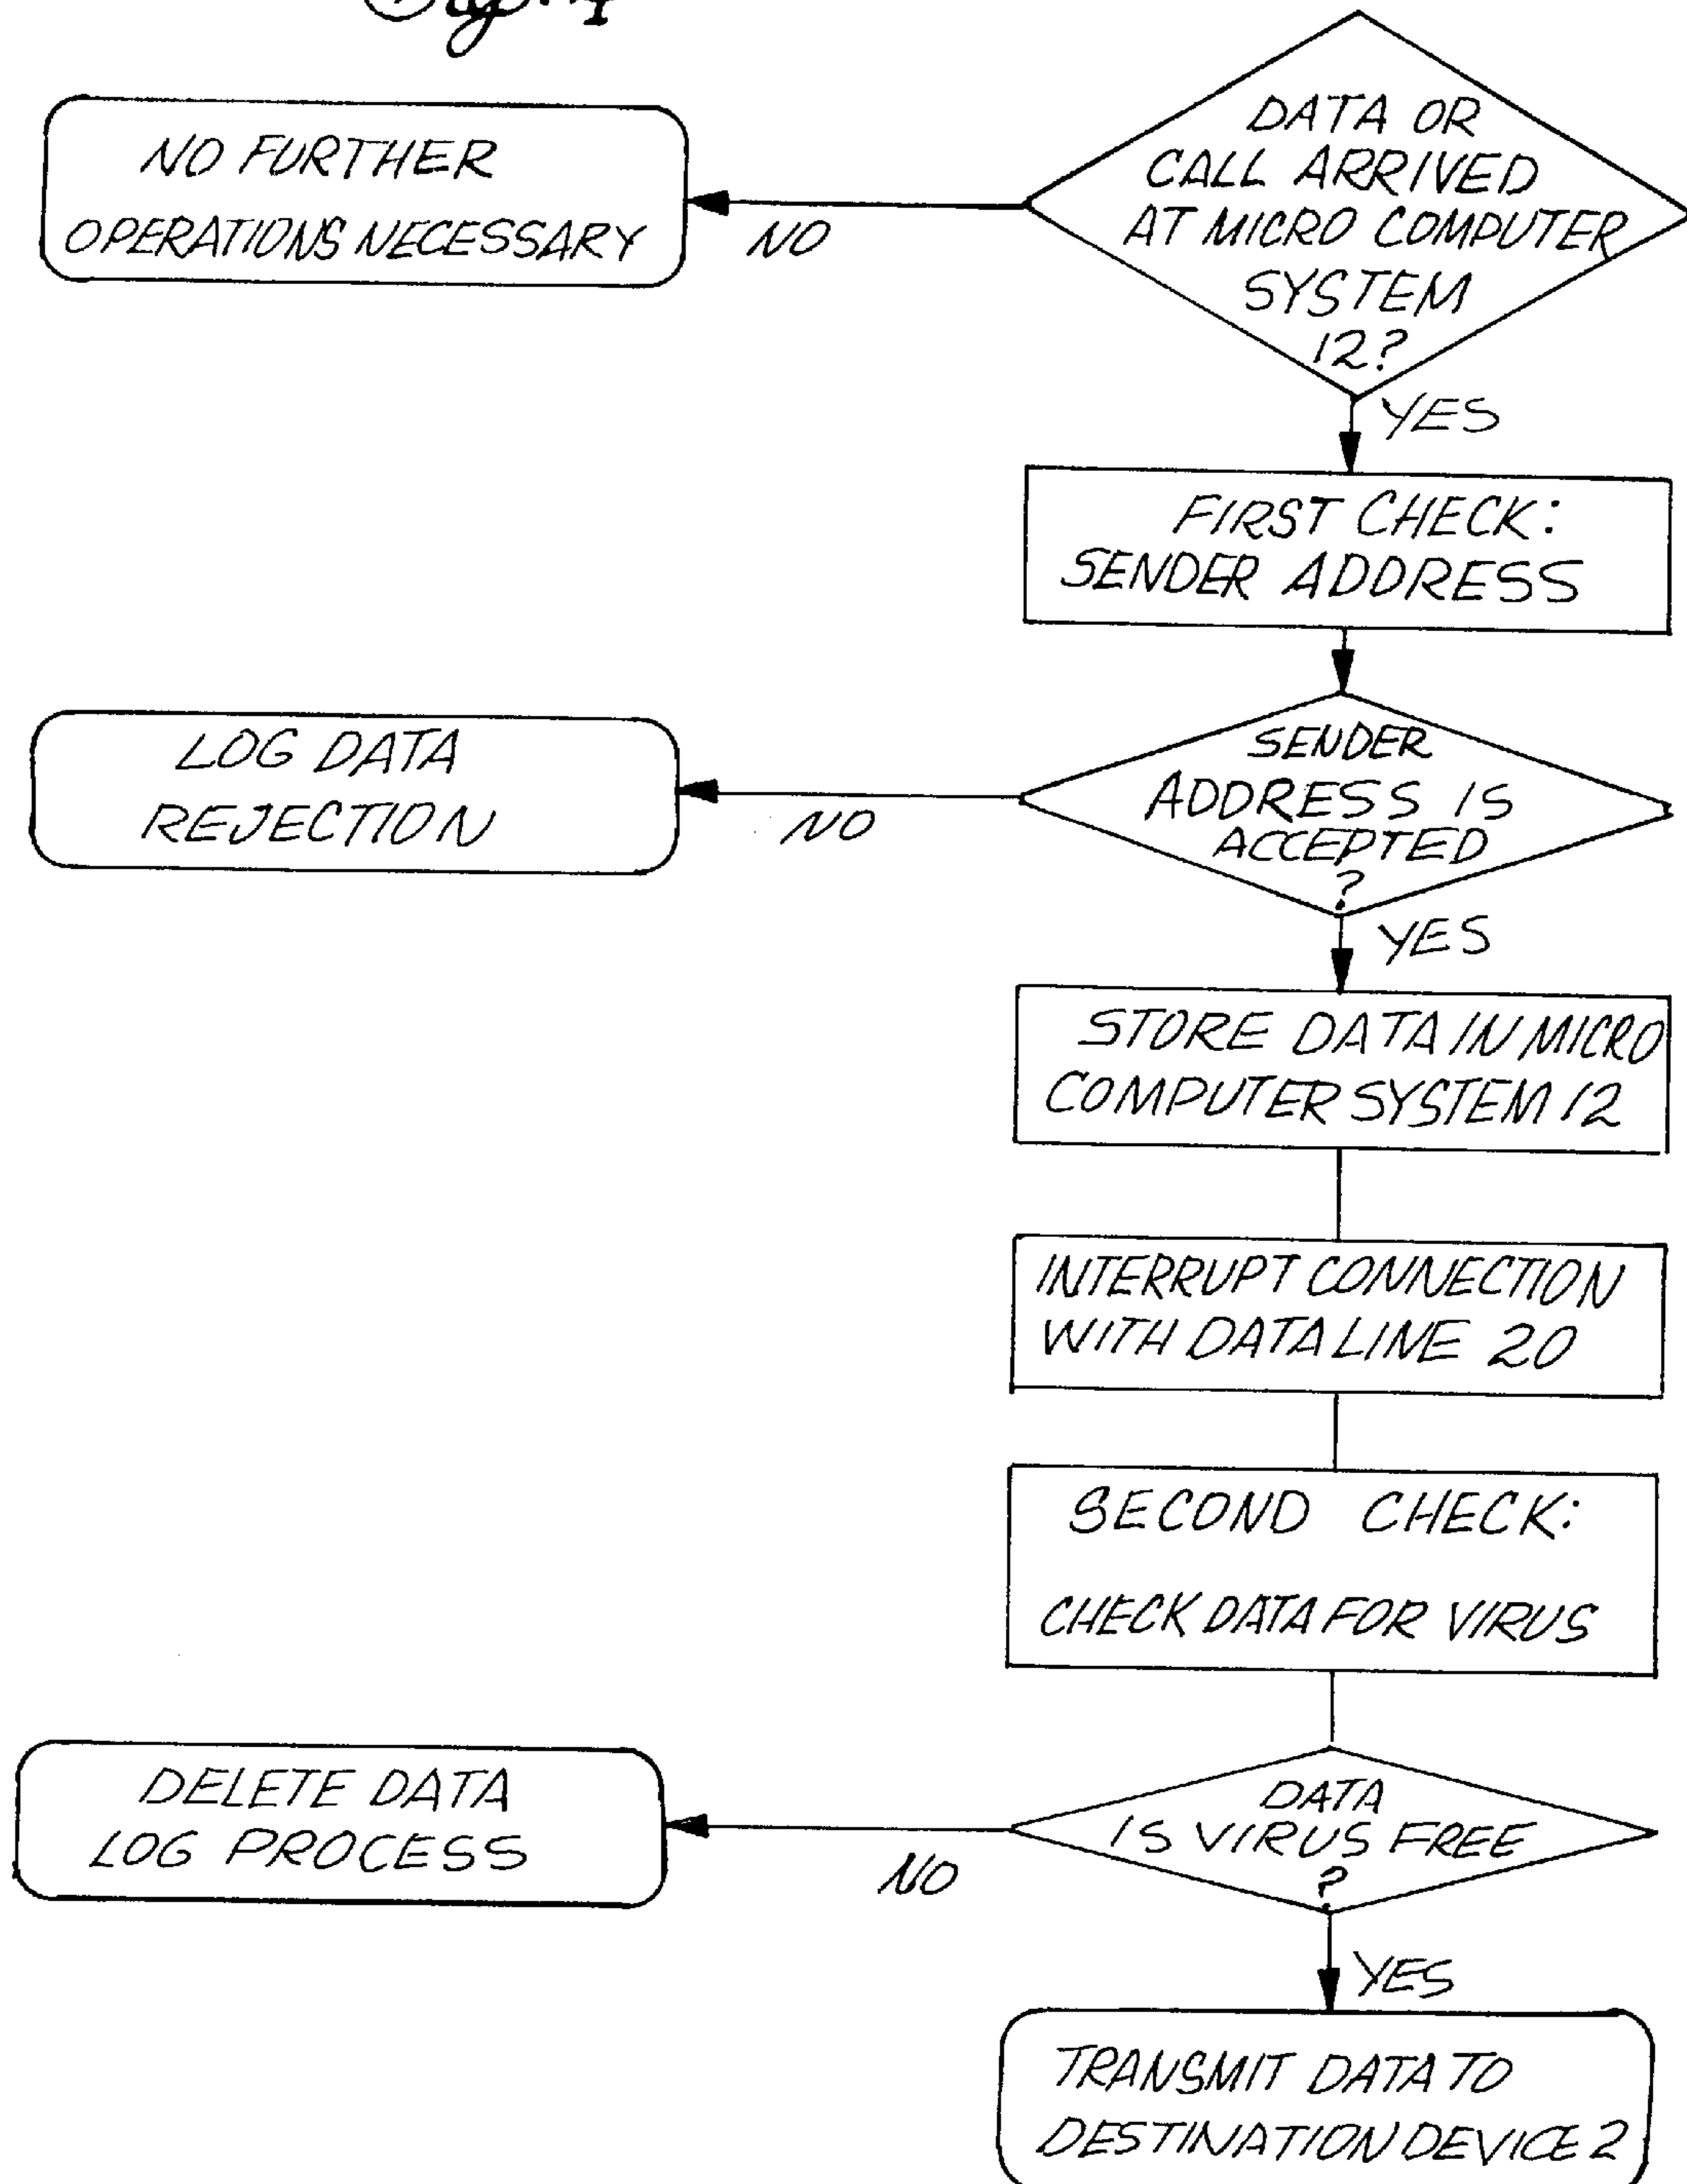 DATA OR
CALL ARRIVED
AT MICRO COMPUTER
SYSTEM
12?
NO
NO FURTHER
OPERATIONS NECESSARY
YES
FIRST CHECK:
SENDER ADDRESS
SENDER
ADDRESS IS
ACCEPTED
?
NO
LOG DATA
REJECTION
YES
STORE DATA IN MICRO
COMPUTER SYSTEM 12
INTERRUPT CONNECTION
WITH DATA LINE 20
SECOND CHECK:
CHECK DATA FOR VIRUS
DATA
IS VIRUS FREE
?
NO
DELETE DATA
LOG PROCESS
YES
TRANSMIT DATA TO
DESTINATION DEVICE 2